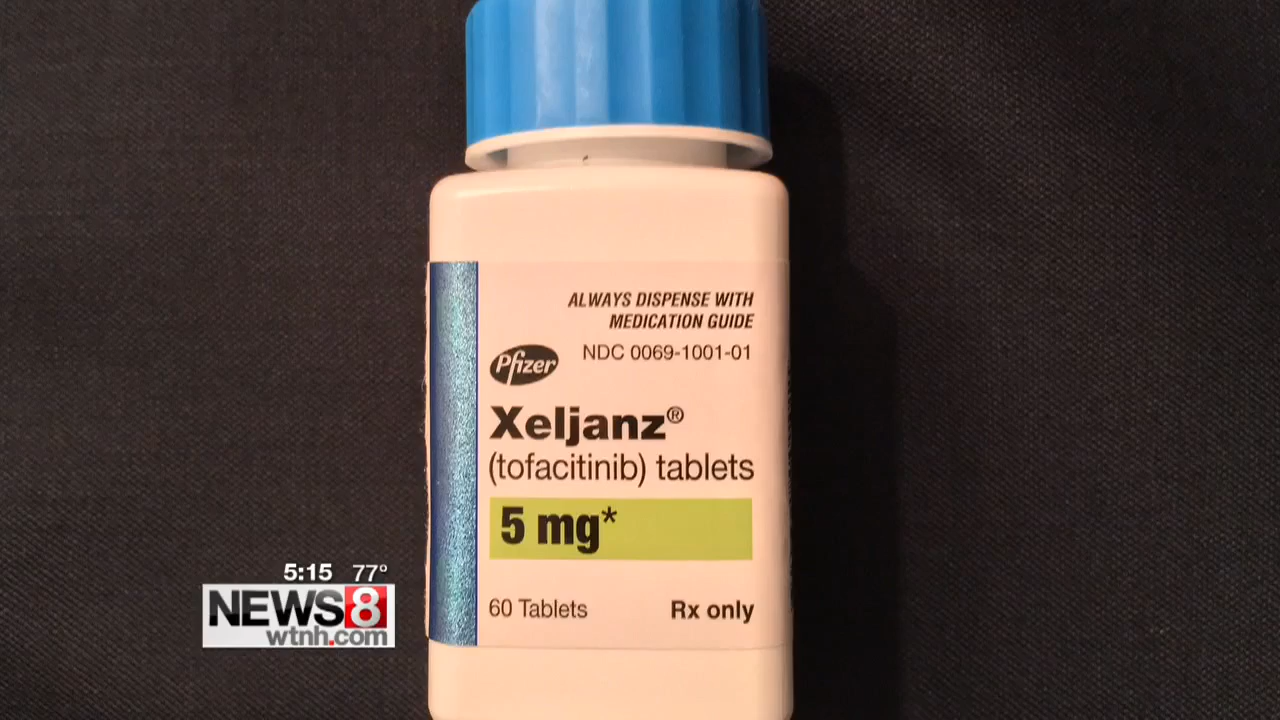 ALWAYS DISPENSE WITH
MEDICATION GUIDE
NDC 0069-1001-01
Pfizer
Xeljanz®
(tofacitinib) tablets
5 mg*
60 Tablets Rx only
5:15 77°
NEWS8
wtnh.com